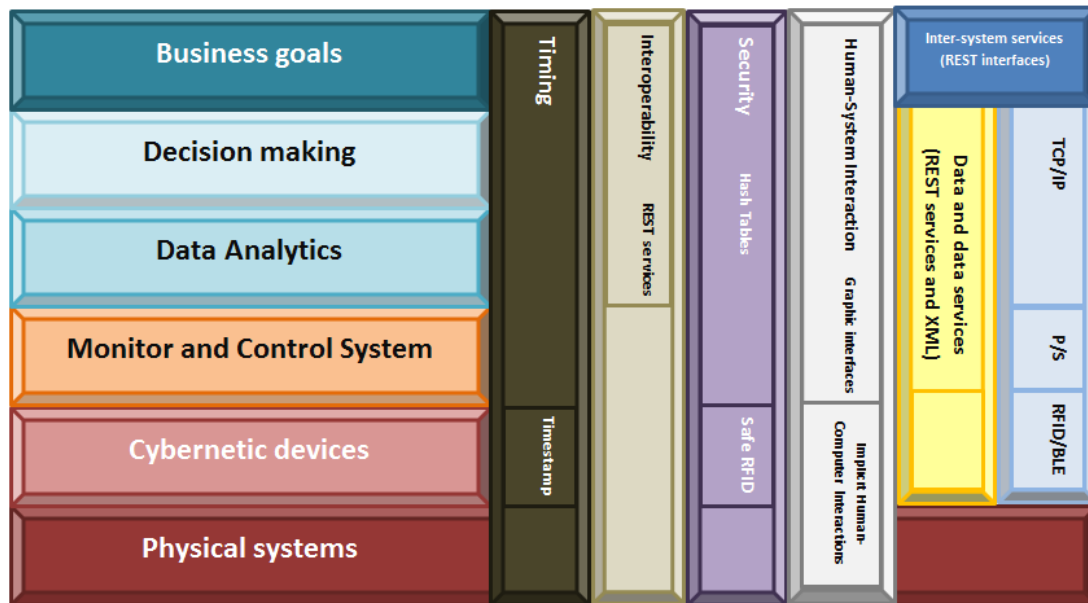 Business goals
Decision making
Data Analytics
Monitor and Control System
Cybernetic devices
Physical systems
Timing
Timestamp
Interoperability
REST services
Security
Hash Tables
Safe RFID
Human-System Interaction
Graphic interfaces
Implicit Human-
Computer Interactions
Inter-system services
(REST interfaces)
Data and data services
(REST services and XML)
TCP/IP
P/S
RFID/BLE